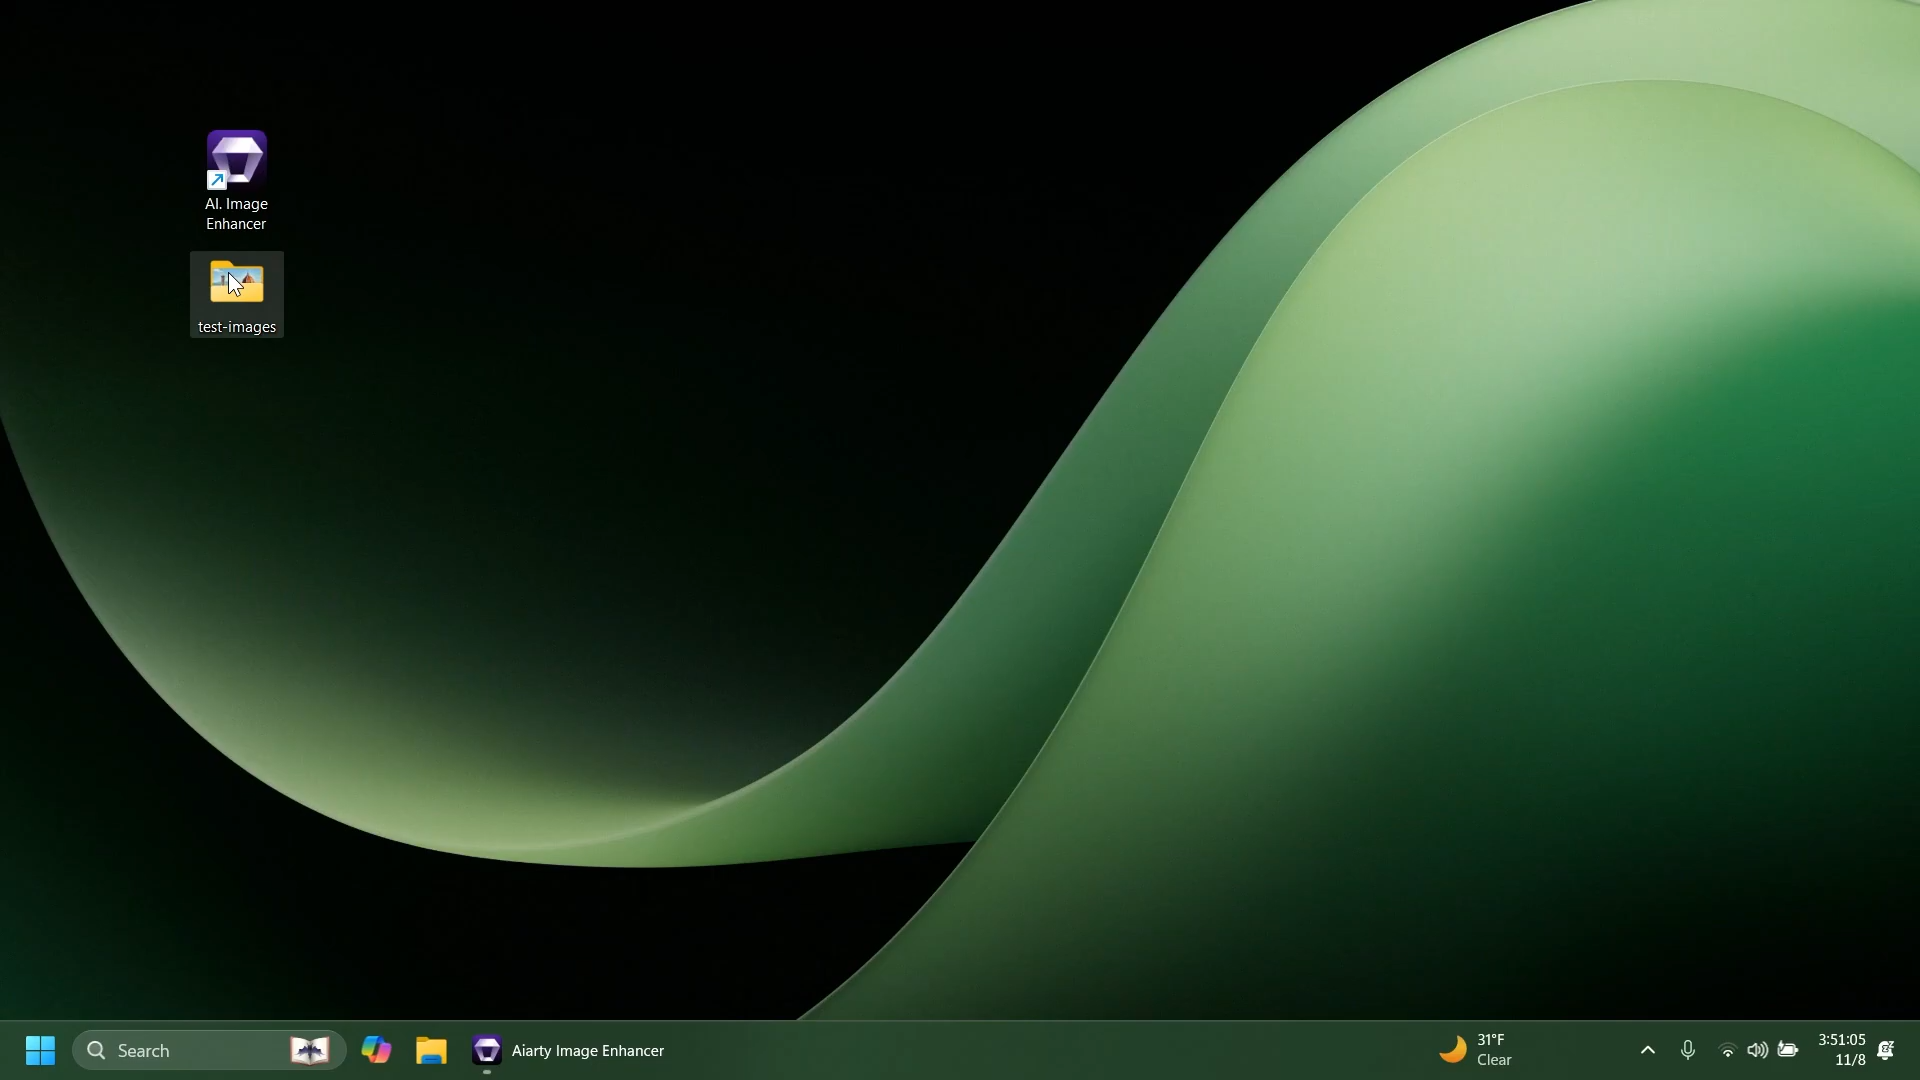 AI. Image
Enhancer
test-images
Search
Aiarty Image Enhancer
31°F
Clear
3:51:05
11/8